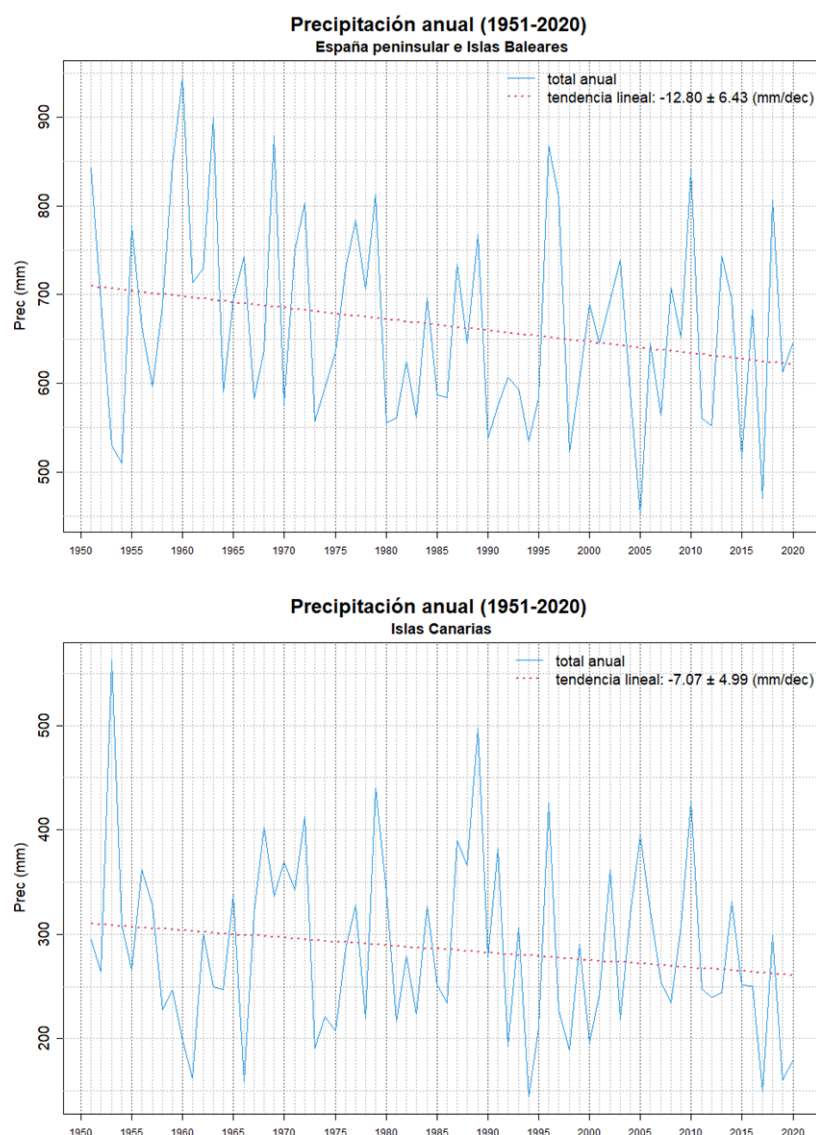 Precipitación anual (1951-2020)
España peninsular e Islas Baleares
total anual
tendencia lineal: -12.80 ± 6.43 (mm/dec)
900
800
700
600
500
Prec (mm)
1950 1955 1960 1965 1970 1975 1980 1985 1990 1995 2000 2005 2010 2015 2020
Precipitación anual (1951-2020)
Islas Canarias
total anual
tendencia lineal: -7.07 ± 4.99 (mm/dec)
500
400
300
200
Prec (mm)
1950 1955 1960 1965 1970 1975 1980 1985 1990 1995 2000 2005 2010 2015 2020